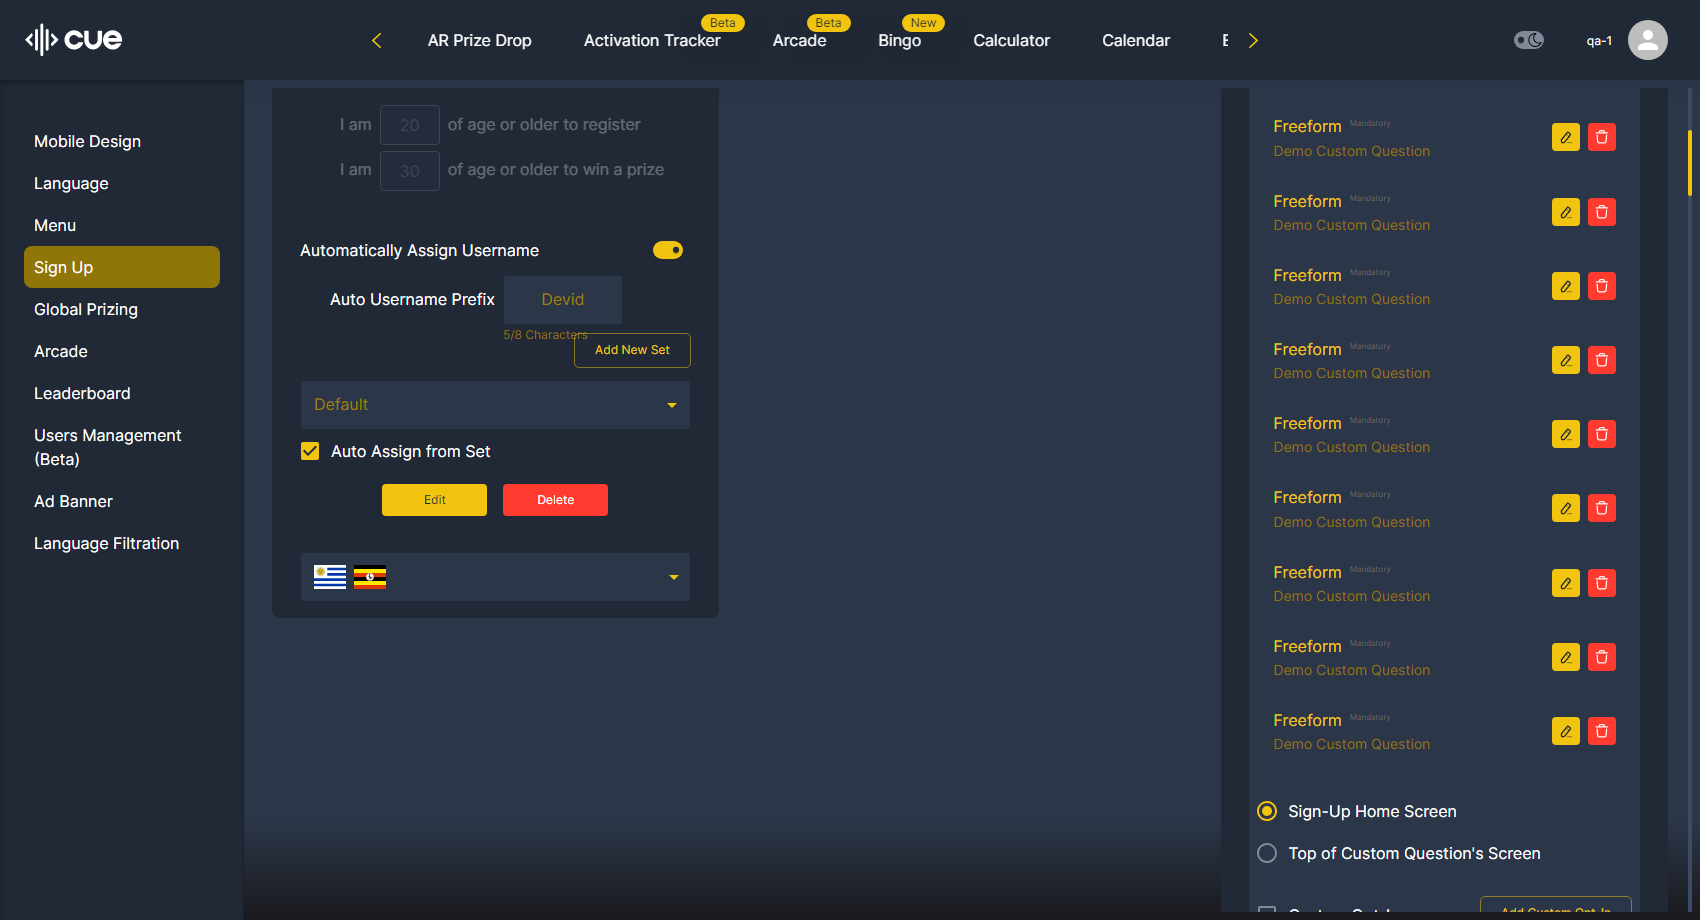 cue
AR Prize Drop
Activation Tracker
Beta
Arcade
Beta
Bingo
New
Calculator
Calendar
qa-1
Mobile Design
Language
Menu
Sign Up
Global Prizing
Arcade
Leaderboard
Users Management
(Beta)
Ad Banner
Language Filtration
I am 20 of age or older to register
I am 30 of age or older to win a prize
Automatically Assign Username
Auto Username Prefix Devid
5/8 Characters
Add New Set
Default
Auto Assign from Set
Edit Delete
Freeform Mandatory
Demo Custom Question
Freeform Mandatory
Demo Custom Question
Freeform Mandatory
Demo Custom Question
Freeform Mandatory
Demo Custom Question
Freeform Mandatory
Demo Custom Question
Freeform Mandatory
Demo Custom Question
Freeform Mandatory
Demo Custom Question
Freeform Mandatory
Demo Custom Question
Freeform Mandatory
Demo Custom Question
Sign-Up Home Screen
Top of Custom Question's Screen
Add Custom Opt-In